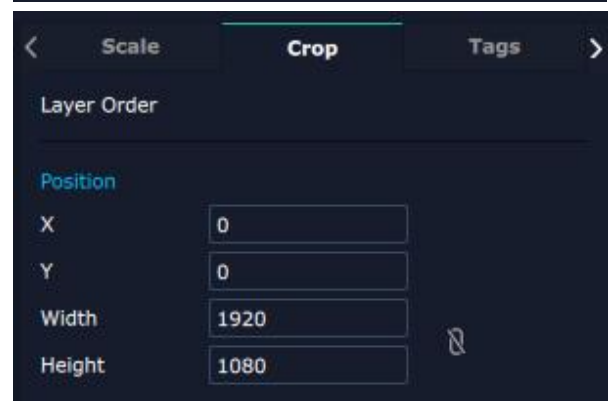 Scale Crop Tags
Layer Order
Position
X 0
Y 0
Width 1920
Height 1080